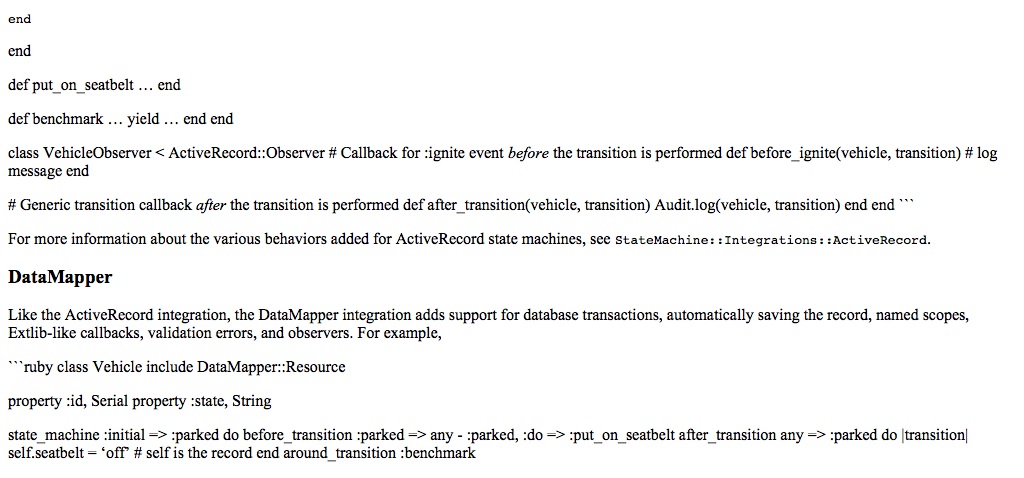 end
end
def put_on_seatbelt … end
def benchmark … yield … end end
class VehicleObserver < ActiveRecord::Observer # Callback for :ignite event before the transition is performed def before_ignite(vehicle, transition) # log
message end
# Generic transition callback after the transition is performed def after_transition(vehicle, transition) Audit.log(vehicle, transition) end end ```
For more information about the various behaviors added for ActiveRecord state machines, see StateMachine::Integrations::ActiveRecord.
DataMapper
Like the ActiveRecord integration, the DataMapper integration adds support for database transactions, automatically saving the record, named scopes,
Extlib-like callbacks, validation errors, and observers. For example,
```ruby class Vehicle include DataMapper::Resource
property :id, Serial property :state, String
state_machine :initial => :parked do before_transition :parked => any - :parked, :do => :put_on_seatbelt after_transition any => :parked do |transition|
self.seatbelt = ‘off’ # self is the record end around_transition :benchmark